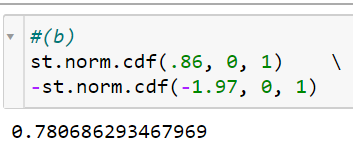 #(b)
st.norm.cdf(.86, 0, 1)    \
-st.norm.cdf(-1.97, 0, 1)
0.780686293467969